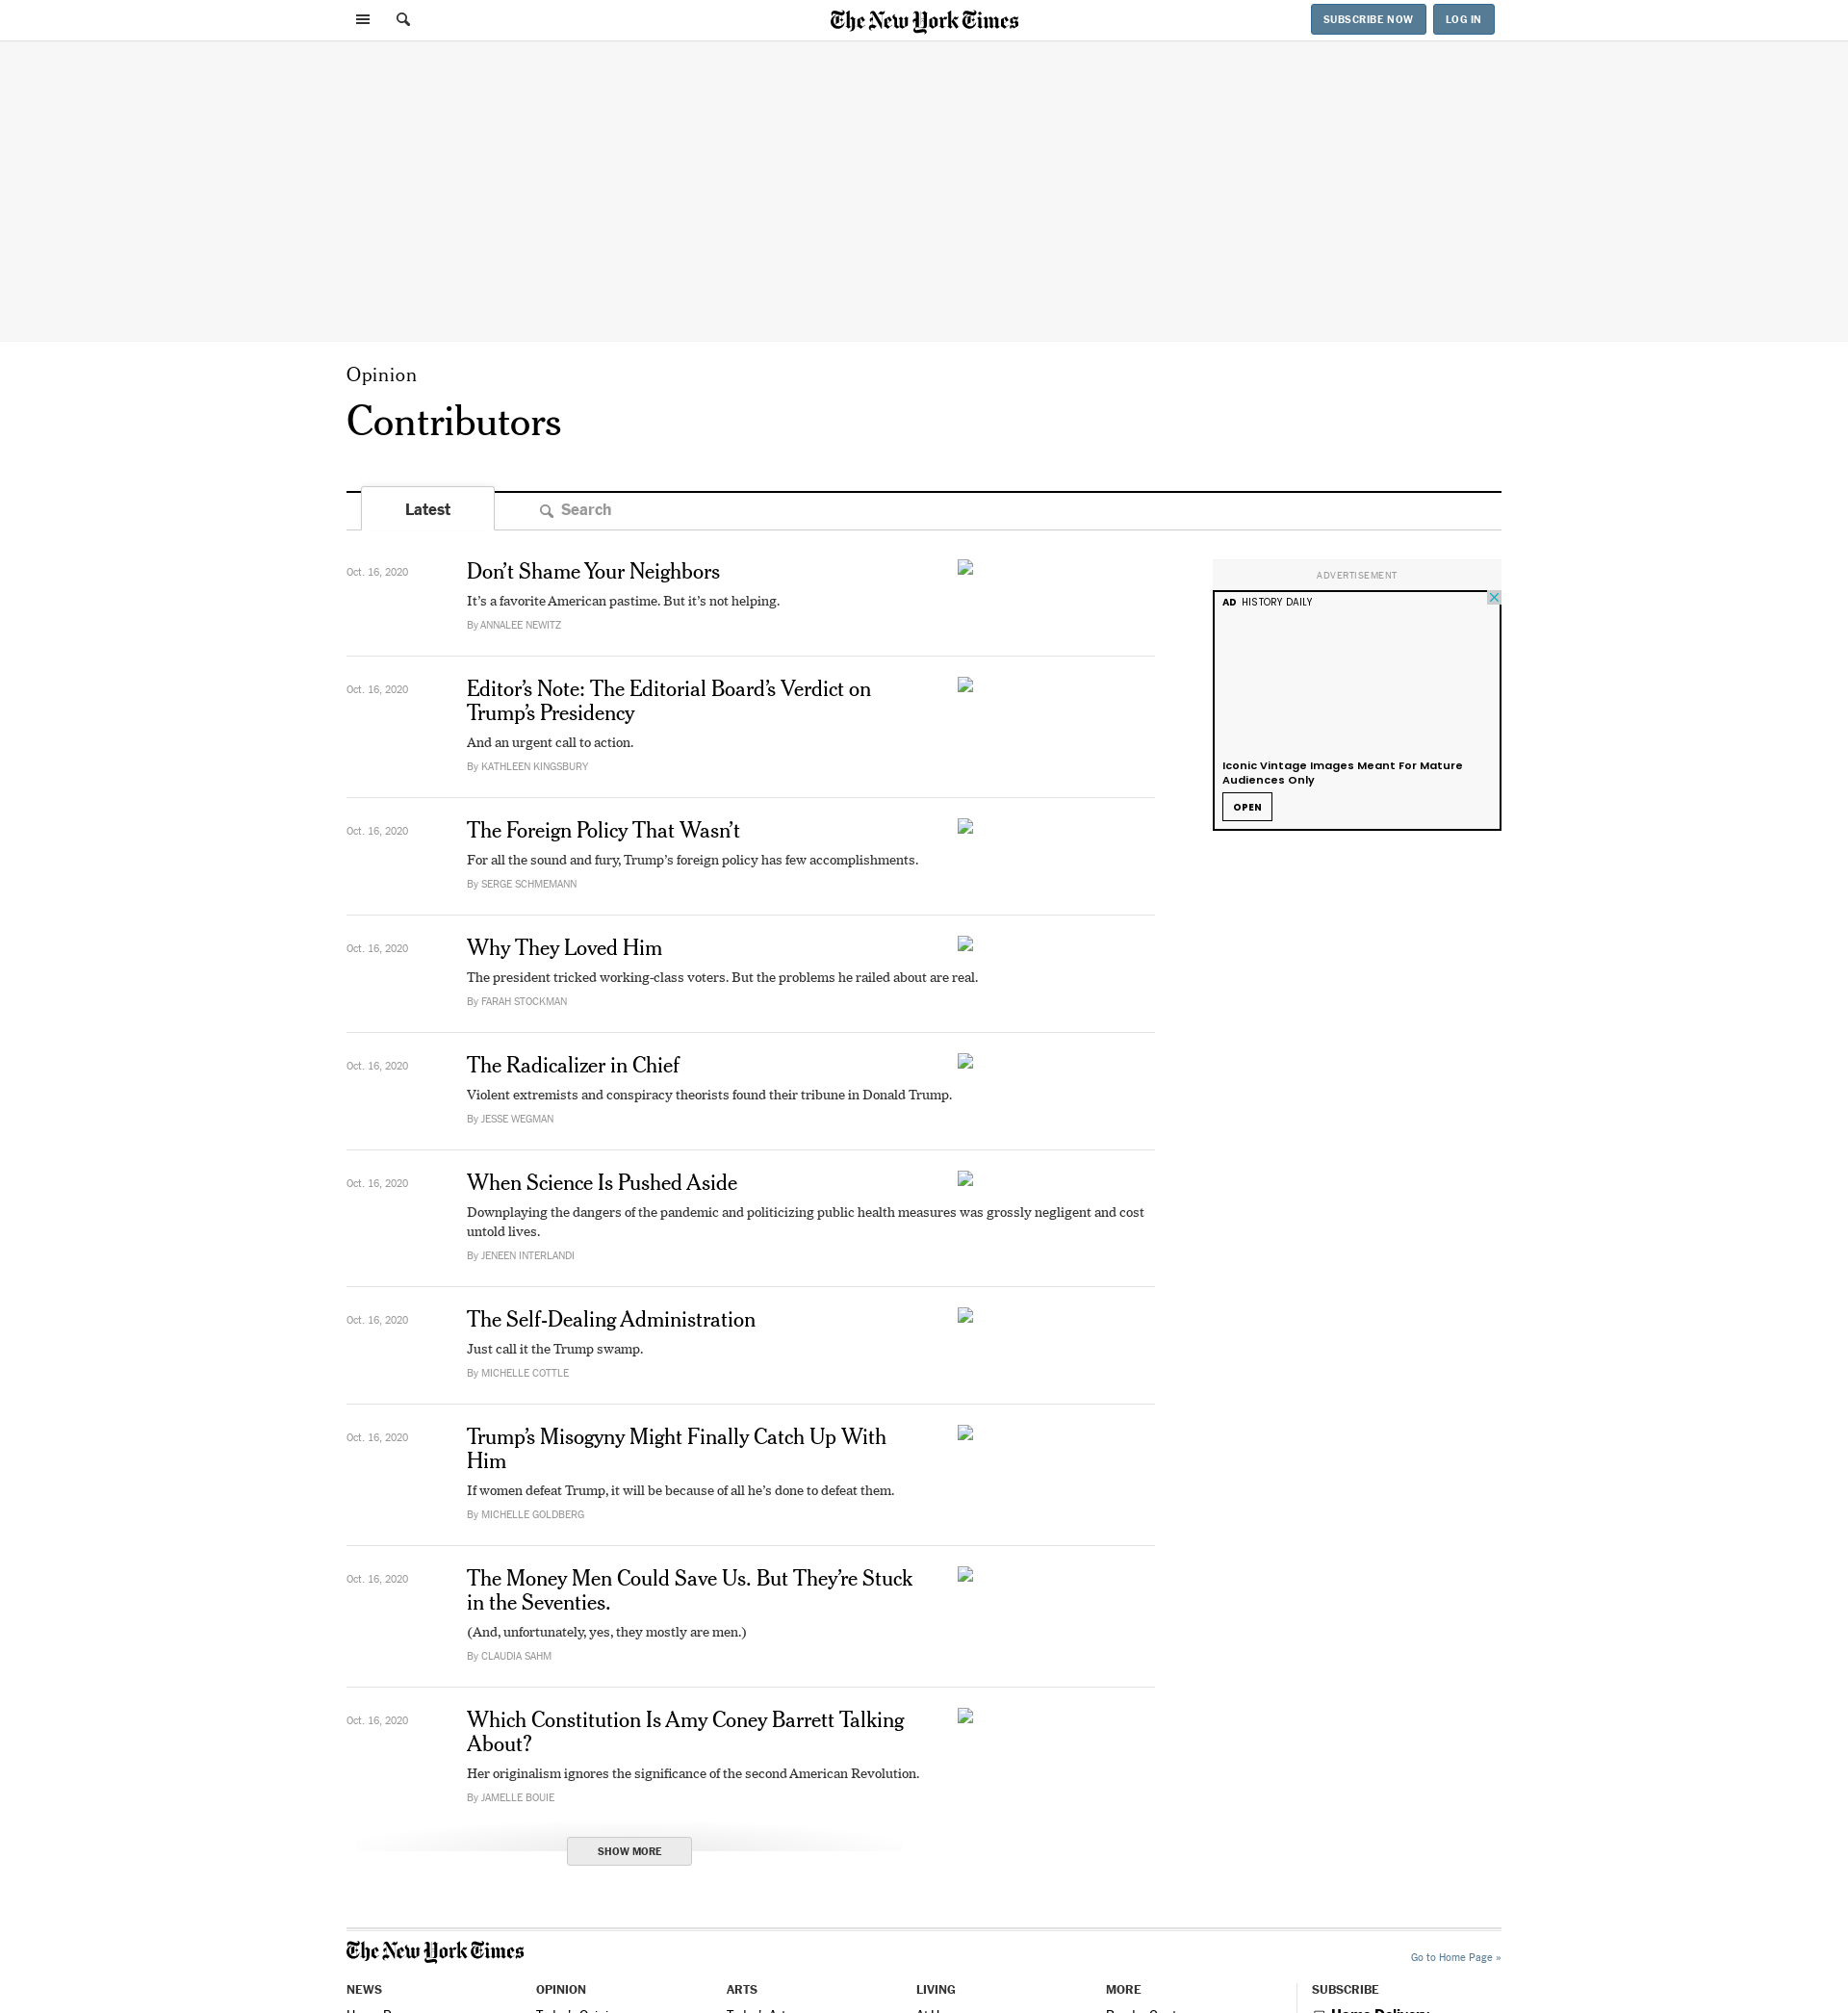 The New York Times
SUBSCRIBE NOW
LOG IN
Opinion
Contributors
Latest
Search
Oct. 16, 2020
Don’t Shame Your Neighbors
It’s a favorite American pastime. But it’s not helping.
By ANNALEE NEWITZ
Oct. 16, 2020
Editor’s Note: The Editorial Board’s Verdict on
Trump’s Presidency
And an urgent call to action.
By KATHLEEN KINGSBURY
Oct. 16, 2020
The Foreign Policy That Wasn’t
For all the sound and fury, Trump’s foreign policy has few accomplishments.
By SERGE SCHMEMANN
Oct. 16, 2020
Why They Loved Him
The president tricked working-class voters. But the problems he railed about are real.
By FARAH STOCKMAN
Oct. 16, 2020
The Radicalizer in Chief
Violent extremists and conspiracy theorists found their tribune in Donald Trump.
By JESSE WEGMAN
Oct. 16, 2020
When Science Is Pushed Aside
Downplaying the dangers of the pandemic and politicizing public health measures was grossly negligent and cost
untold lives.
By JENEEN INTERLANDI
Oct. 16, 2020
The Self-Dealing Administration
Just call it the Trump swamp.
By MICHELLE COTTLE
Oct. 16, 2020
Trump’s Misogyny Might Finally Catch Up With
Him
If women defeat Trump, it will be because of all he’s done to defeat them.
By MICHELLE GOLDBERG
Oct. 16, 2020
The Money Men Could Save Us. But They’re Stuck
in the Seventies.
(And, unfortunately, yes, they mostly are men.)
By CLAUDIA SAHM
Oct. 16, 2020
Which Constitution Is Amy Coney Barrett Talking
About?
Her originalism ignores the significance of the second American Revolution.
By JAMELLE BOUIE
SHOW MORE
ADVERTISEMENT
AD HISTORY DAILY
Iconic Vintage Images Meant For Mature
Audiences Only
OPEN
The New York Times
Go to Home Page »
NEWS
OPINION
ARTS
LIVING
MORE
SUBSCRIBE
Home Delivery